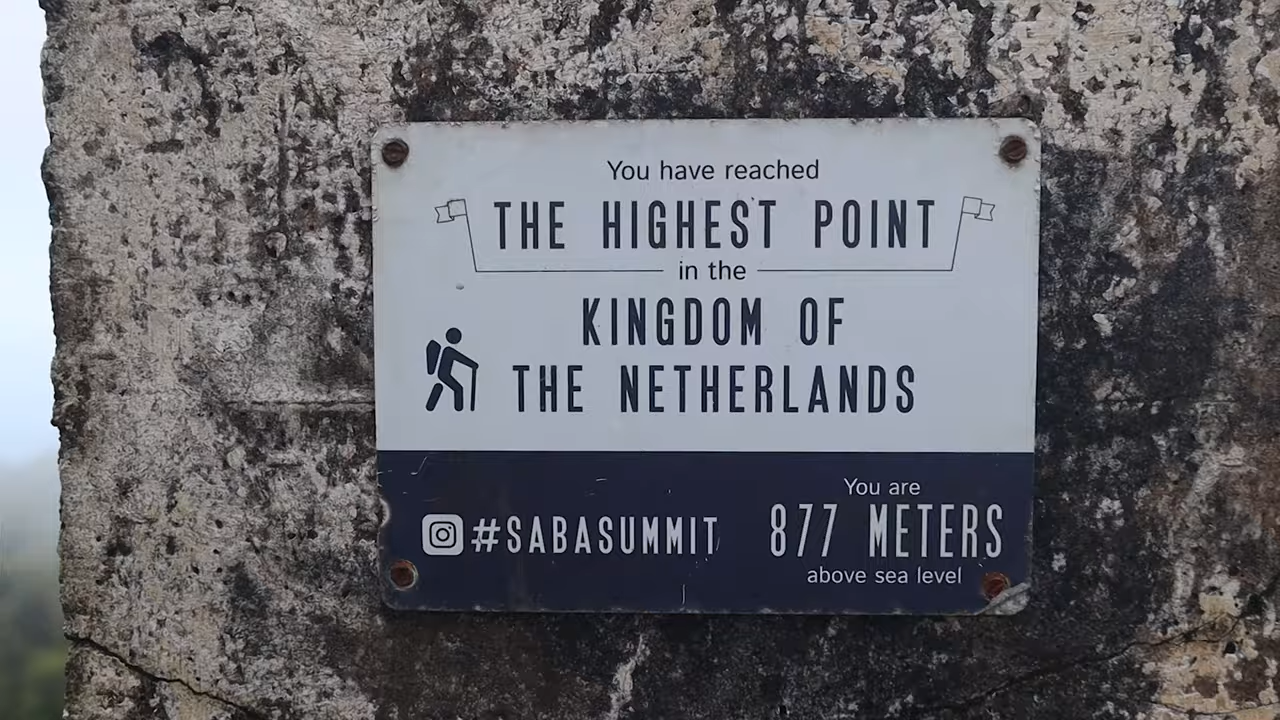 You have reached
THE HIGHEST POINT
in the
KINGDOM OF
THE NETHERLANDS
#SABASUMMIT
You are
877 METERS
above sea level